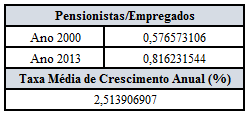 Pensionistas/Empregados
Ano 2000 0,576573106
Ano 2013 0,816231544
Taxa Média de Crescimento Anual (%)
2,513906907